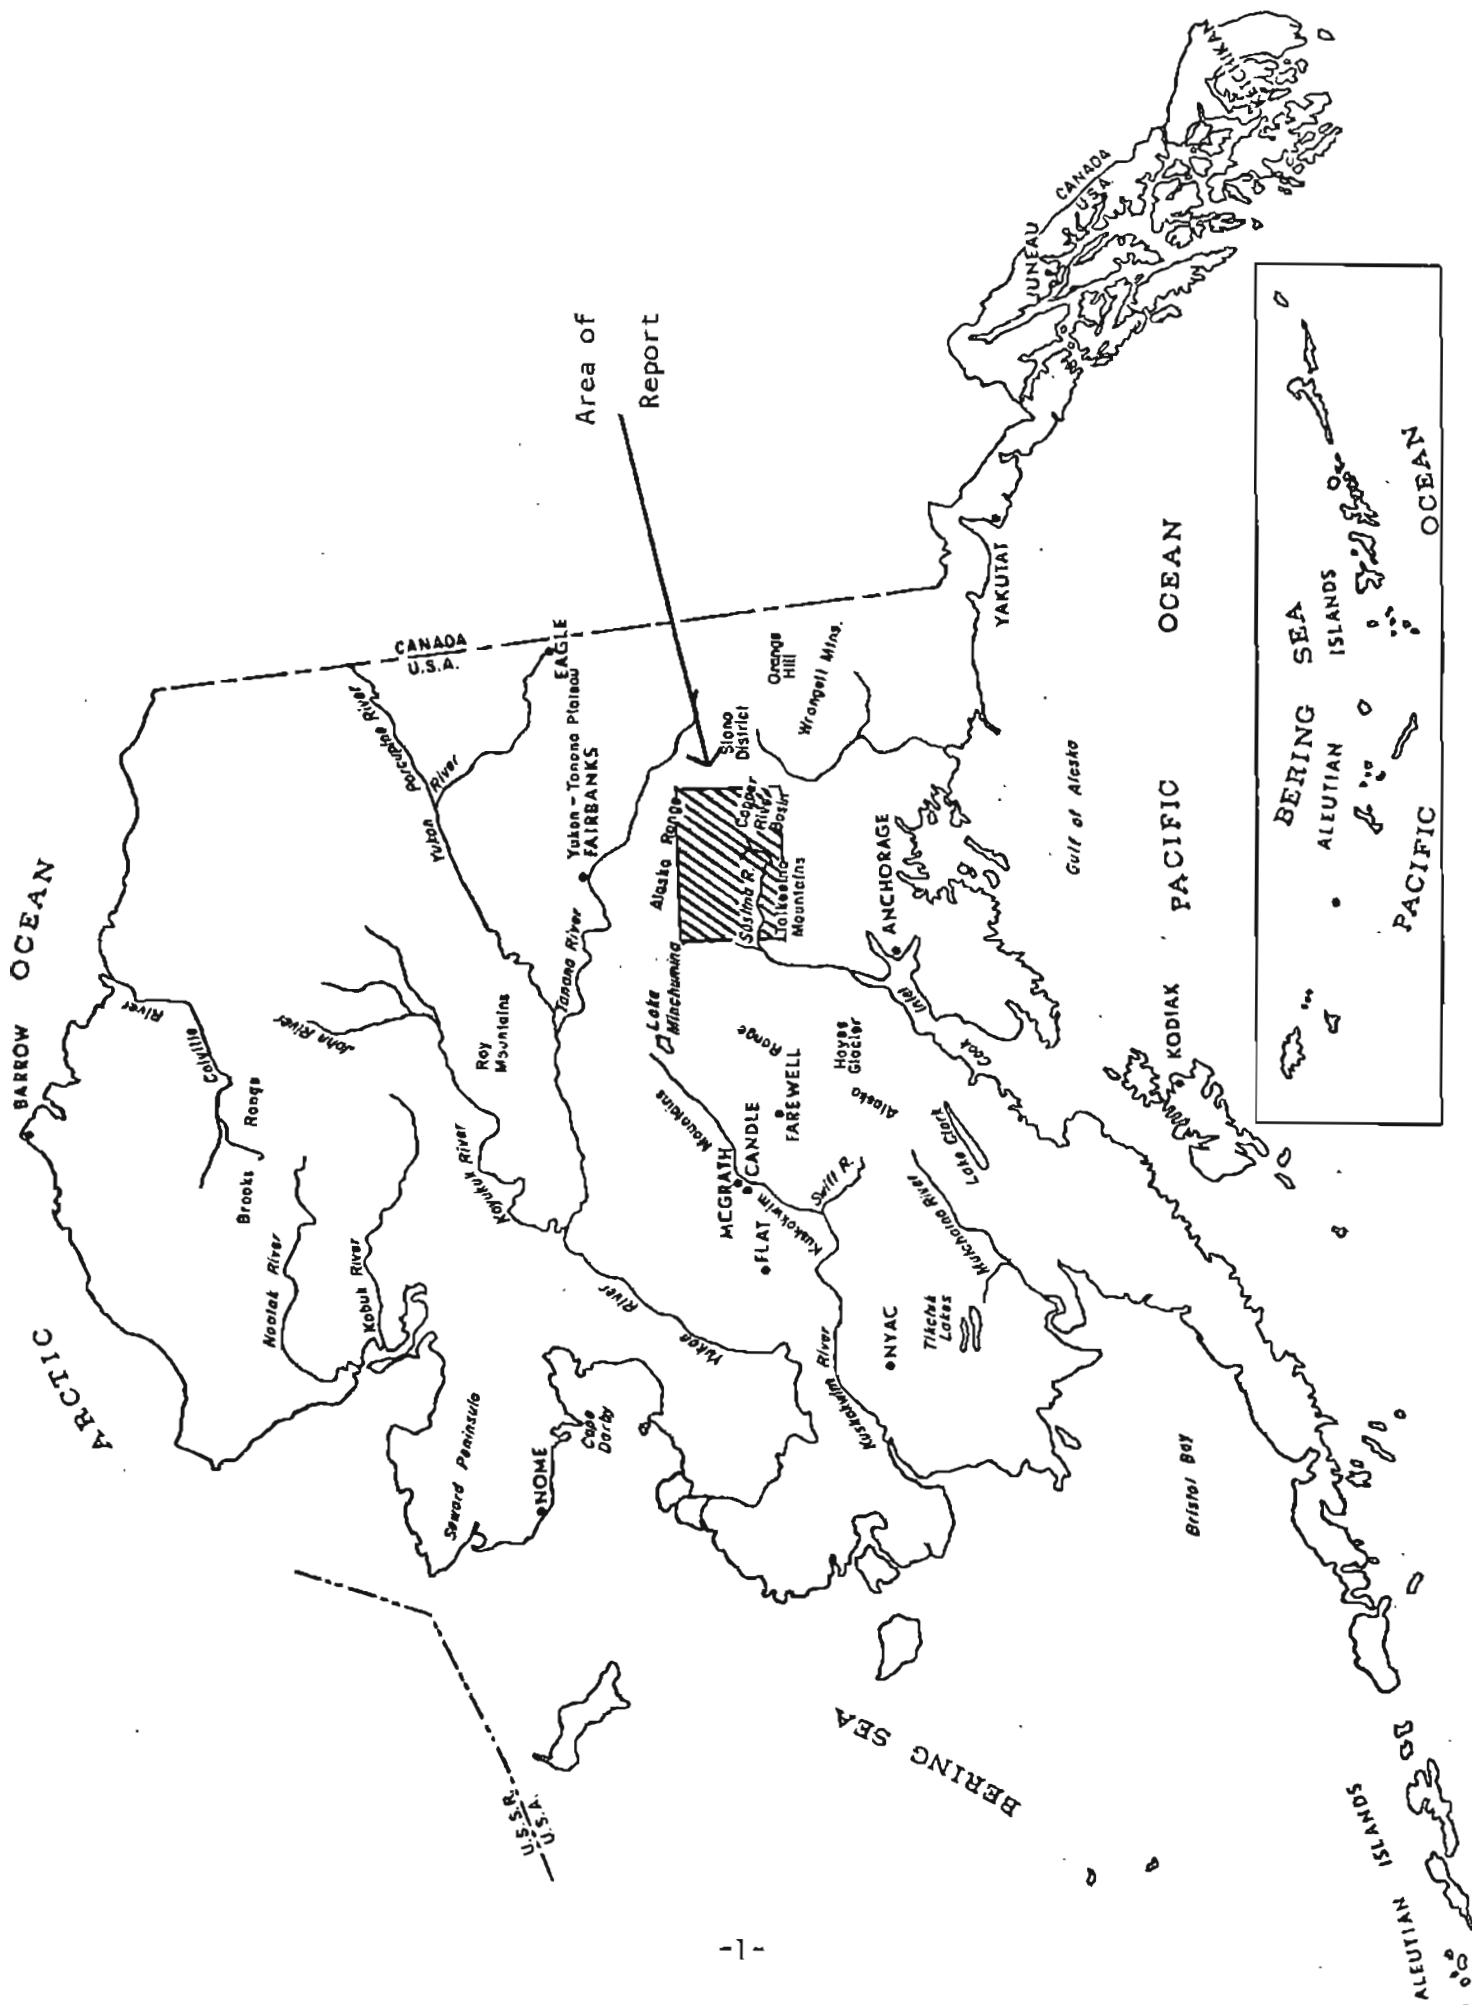 ARCTIC OCEAN
BARROW
River
Colville
Brooks Range
Noatak River
Kobuk River
John River
Koyukuk River
Ray
Mountains
Porcupine River
Yukon River
CANADA
U.S.A.
EAGLE
Yukon-Tanana Plateau
FAIRBANKS
Tanana River
Seward Peninsula
NOME
Cape
Darby
U.S.S.R.
U.S.A.
Yukon River
Lake
Minchumina
Alaska Range
Area of
Report
Susitna R.
Copper
River
Basin
Talkeetna
Mountains
Slana
District
Orange
Hill
Wrangell Mtns.
Mountains
MCGRATH
CANDLE
FLAT
FAREWELL
Kuskokwim
Swift R.
Alaska Range
Hayes
Glacier
ANCHORAGE
Cook Inlet
Lake Clark
Mulchatna River
NYAC
Tikchik
Lakes
Kuskokwim River
YAKUTAT
JUNEAU
CANADA
U.S.A.
KETCHIKAN
Gulf of Alaska
KODIAK
PACIFIC OCEAN
Bristol Bay
BERING SEA
ALEUTIAN ISLANDS
BERING SEA
ALEUTIAN ISLANDS
PACIFIC OCEAN
-1-